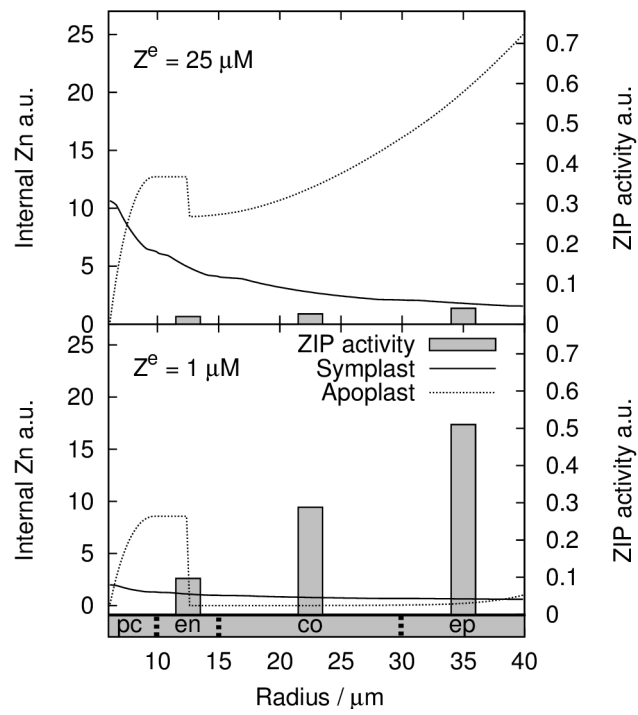 Internal Zn a.u.
25
20
15
10
5
0
Z^e = 25 μM
0.7
0.6
0.5
0.4
0.3
0.2
0.1
0
ZIP activity a.u.
Internal Zn a.u.
25
20
15
10
5
0
Z^e = 1 μM
ZIP activity
Symplast
Apoplast
0.7
0.6
0.5
0.4
0.3
0.2
0.1
0
ZIP activity a.u.
pc en co ep
10 15 20 25 30 35 40
Radius / μm